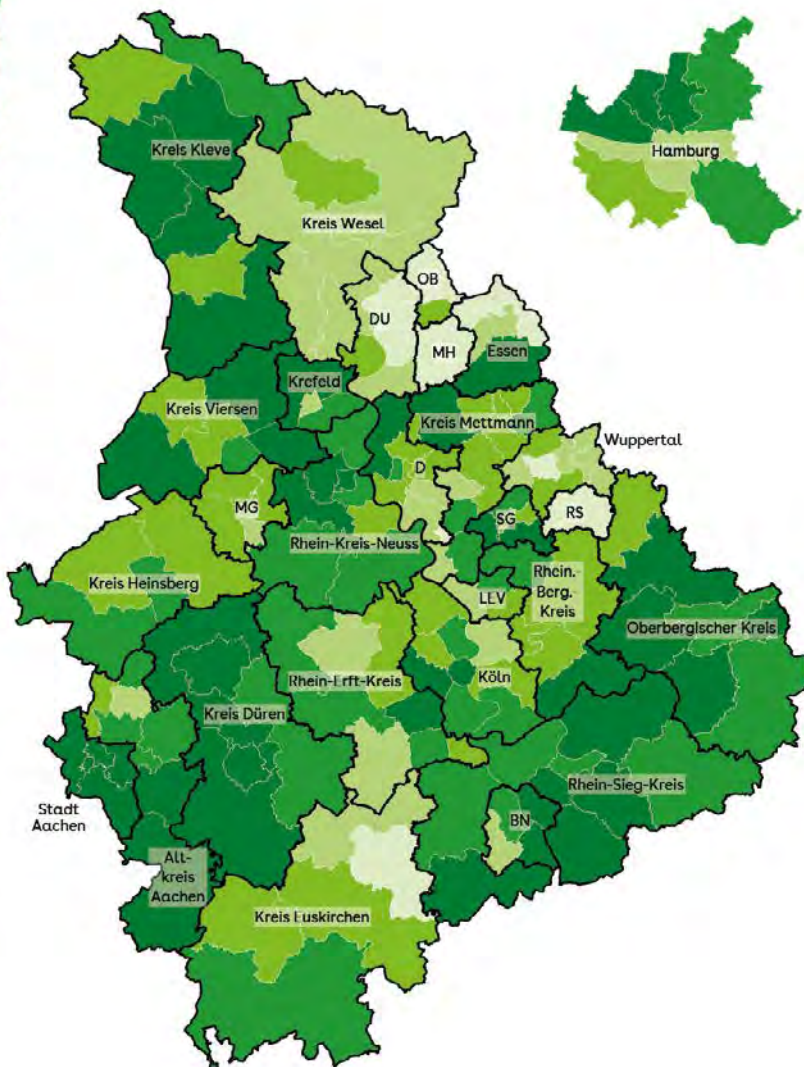 Hamburg
Kreis Kleve
Kreis Wesel
OB
DU
MH
Essen
Krefeld
Kreis Viersen
Kreis Mettmann
Wuppertal
D
MG
SG
RS
Rhein-Kreis-Neuss
Kreis Heinsberg
Rhein.-
Berg.
Kreis
LEV
Oberbergischer Kreis
Rhein-Erft-Kreis
Köln
Kreis Düren
Rhein-Sieg-Kreis
Stadt
Aachen
BN
Alt-
kreis
Aachen
Kreis Euskirchen